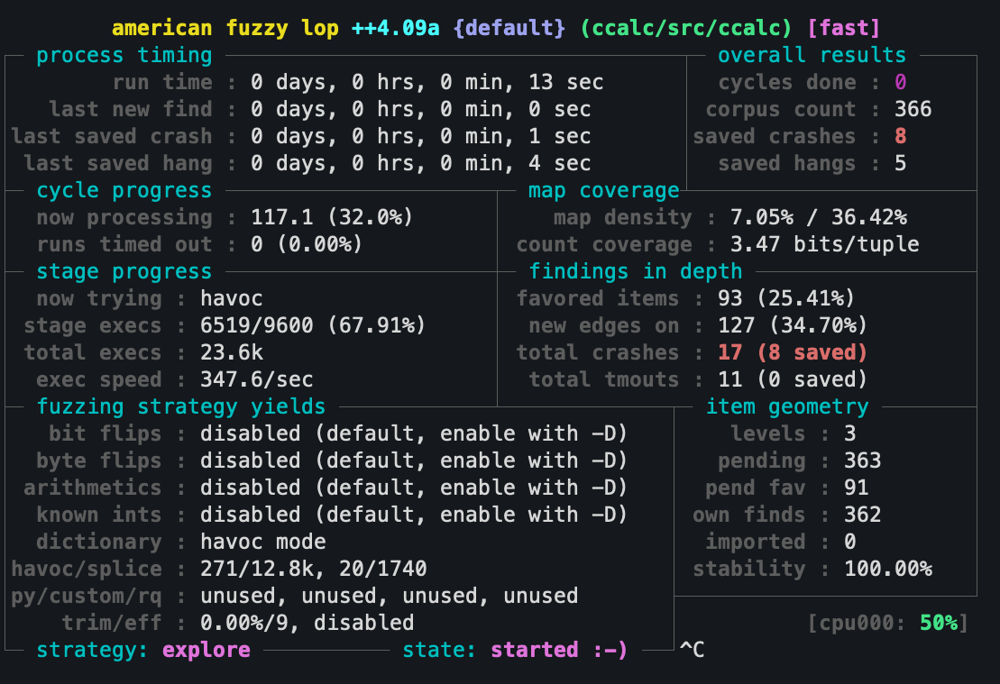 american fuzzy lop ++4.09a {default} (ccalc/src/ccalc) [fast]
process timing overall results
run time : 0 days, 0 hrs, 0 min, 13 sec cycles done : 0
last new find : 0 days, 0 hrs, 0 min, 0 sec corpus count : 366
last saved crash : 0 days, 0 hrs, 0 min, 1 sec saved crashes : 8
last saved hang : 0 days, 0 hrs, 0 min, 4 sec saved hangs : 5
cycle progress map coverage
now processing : 117.1 (32.0%) map density : 7.05% / 36.42%
runs timed out : 0 (0.00%) count coverage : 3.47 bits/tuple
stage progress findings in depth
now trying : havoc favored items : 93 (25.41%)
stage execs : 6519/9600 (67.91%) new edges on : 127 (34.70%)
total execs : 23.6k total crashes : 17 (8 saved)
exec speed : 347.6/sec total tmouts : 11 (0 saved)
fuzzing strategy yields item geometry
bit flips : disabled (default, enable with -D) levels : 3
byte flips : disabled (default, enable with -D) pending : 363
arithmetics : disabled (default, enable with -D) pend fav : 91
known ints : disabled (default, enable with -D) own finds : 362
dictionary : havoc mode imported : 0
havoc/splice : 271/12.8k, 20/1740 stability : 100.00%
py/custom/rq : unused, unused, unused, unused
trim/eff : 0.00%/9, disabled [cpu000: 50%]
strategy: explore state: started :-) ^C